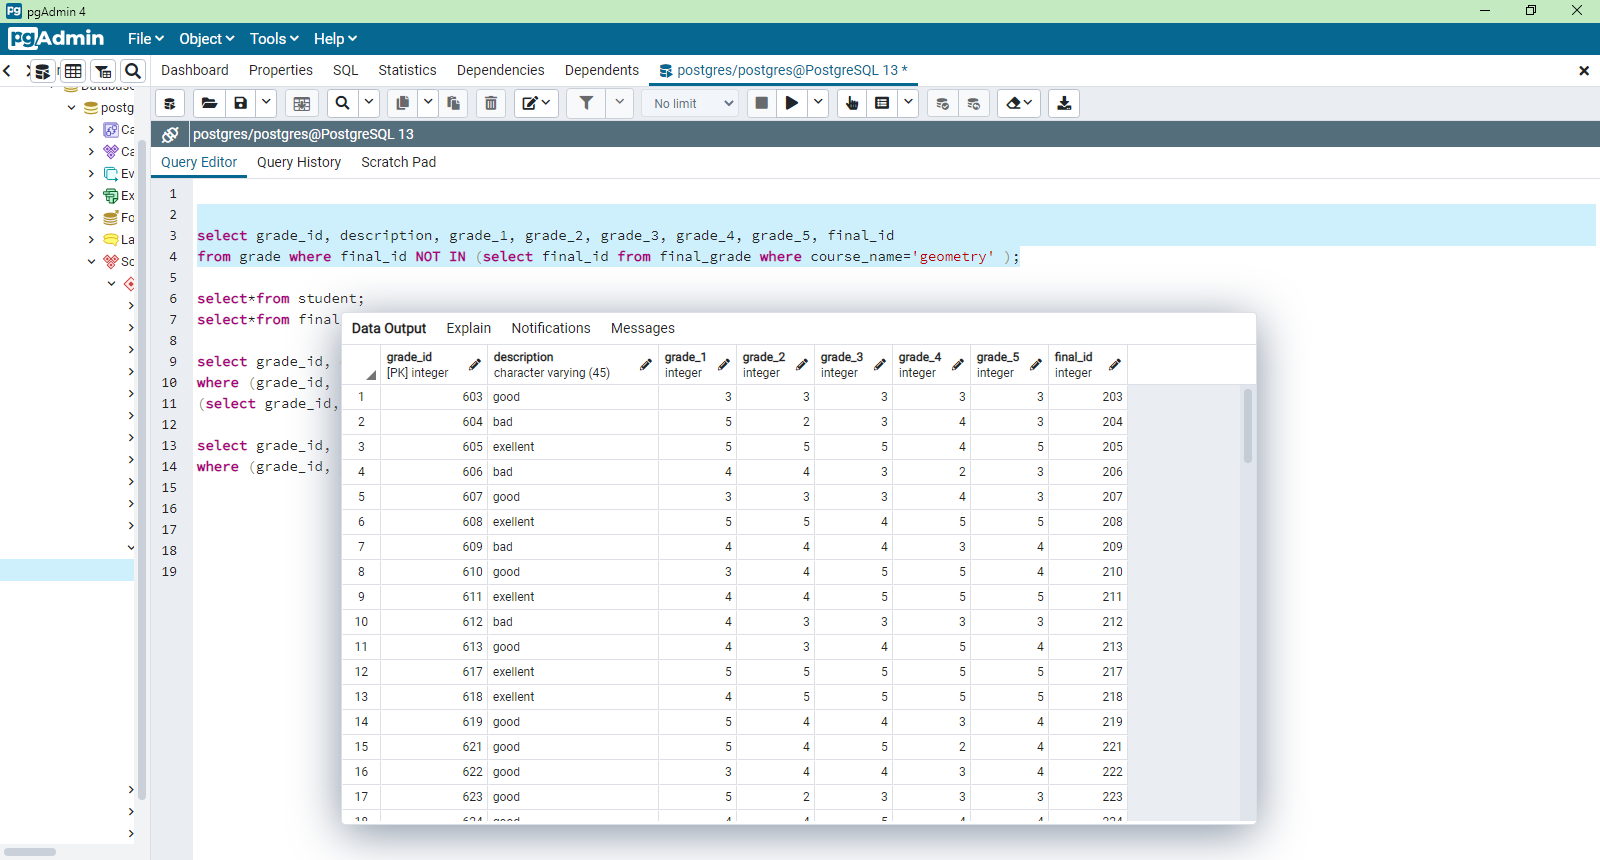 pgAdmin 4
pgAdmin File Object Tools Help
Dashboard Properties SQL Statistics Dependencies Dependents postgres/postgres@PostgreSQL 13 *
No limit
postgres/postgres@PostgreSQL 13
postg
Ca
Ca
Ev
Ex
Fo
La
Sc
Query Editor Query History Scratch Pad
1
2
3 select grade_id, description, grade_1, grade_2, grade_3, grade_4, grade_5, final_id
4 from grade where final_id NOT IN (select final_id from final_grade where course_name='geometry' );
5
6 select*from student;
7 select*from final
8
9 select grade_id,
10 where (grade_id,
11 (select grade_id,
12
13 select grade_id,
14 where (grade_id,
15
16
17
18
19
Data Output Explain Notifications Messages
grade_id description grade_1 grade_2 grade_3 grade_4 grade_5 final_id
[PK] integer character varying (45) integer integer integer integer integer integer
1 603 good 3 3 3 3 3 203
2 604 bad 5 2 3 4 3 204
3 605 exellent 5 5 5 4 5 205
4 606 bad 4 4 3 2 3 206
5 607 good 3 3 3 4 3 207
6 608 exellent 5 5 4 5 5 208
7 609 bad 4 4 4 3 4 209
8 610 good 3 4 5 5 4 210
9 611 exellent 4 4 5 5 5 211
10 612 bad 4 3 3 3 3 212
11 613 good 4 3 4 5 4 213
12 617 exellent 5 5 5 5 5 217
13 618 exellent 4 5 5 5 5 218
14 619 good 5 4 4 3 4 219
15 621 good 5 4 5 2 4 221
16 622 good 3 4 4 3 4 222
17 623 good 5 2 3 3 3 223